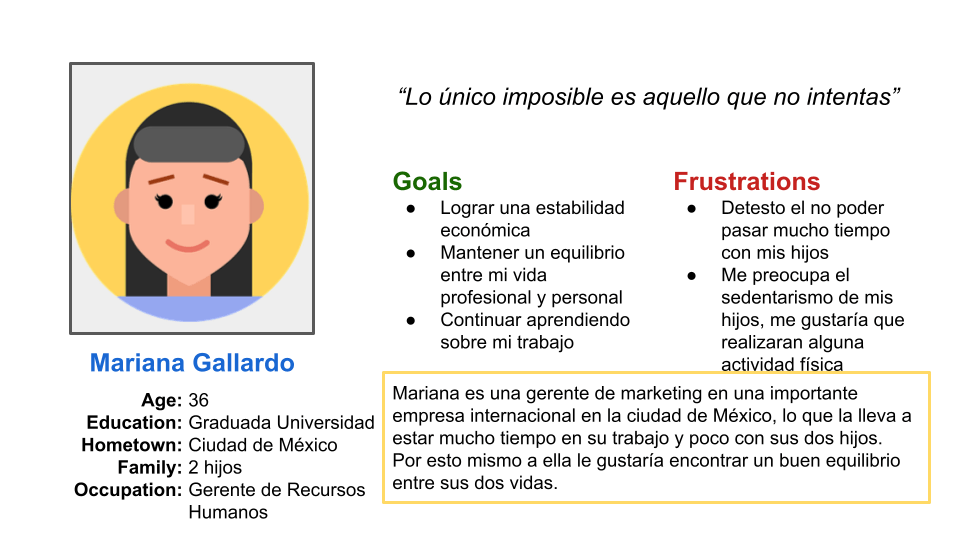 “Lo único imposible es aquello que no intentas”
Goals
● Lograr una estabilidad
económica
● Mantener un equilibrio
entre mi vida
profesional y personal
● Continuar aprendiendo
sobre mi trabajo
Frustrations
● Detesto el no poder
pasar mucho tiempo
con mis hijos
● Me preocupa el
sedentarismo de mis
hijos, me gustaría que
realizaran alguna
actividad física
Mariana Gallardo
Age: 36
Education: Graduada Universidad
Hometown: Ciudad de México
Family: 2 hijos
Occupation: Gerente de Recursos
Humanos
Mariana es una gerente de marketing en una importante
empresa internacional en la ciudad de México, lo que la lleva a
estar mucho tiempo en su trabajo y poco con sus dos hijos.
Por esto mismo a ella le gustaría encontrar un buen equilibrio
entre sus dos vidas.